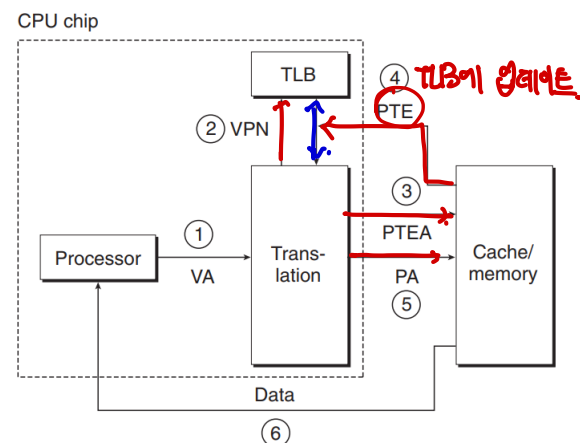 CPU chip
TLB
④ TLB에 업데이트.
PTE
② VPN
③
①
PTEA
Processor
Trans-
lation
Cache/
memory
VA
PA
⑤
Data
⑥